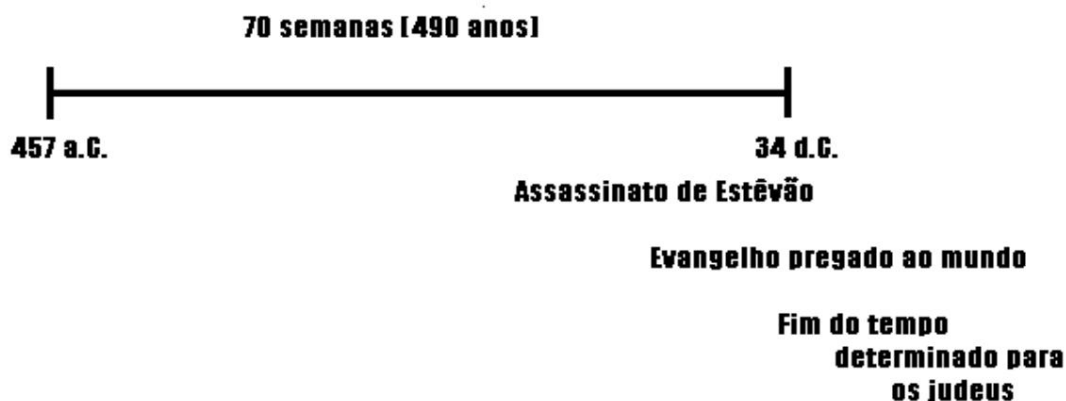 70 semanas [490 anos]
457 a.C.
34 d.C.
Assassinato de Estêvão
Evangelho pregado ao mundo
Fim do tempo
determinado para
os judeus